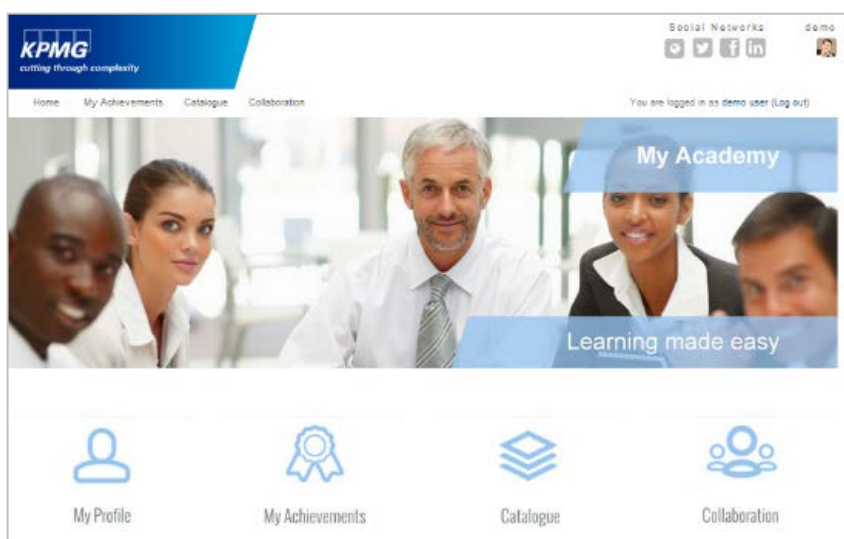 Social Networks demo
KPMG
cutting through complexity
Home My Achievements Catalogue Collaboration
You are logged in as demo user (Log out)
My Academy
Learning made easy
My Profile My Achievements Catalogue Collaboration